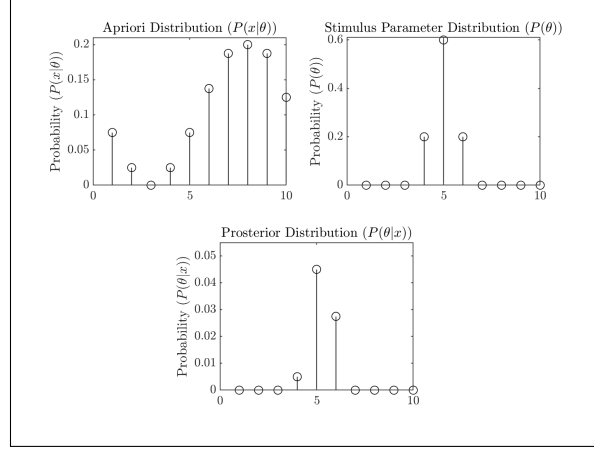 Apriori Distribution (P(x|θ))
Probability (P(x|θ))
0.2
0.15
0.1
0.05
0
0 5 10
Stimulus Parameter Distribution (P(θ))
Probability (P(θ))
0.6
0.4
0.2
0
0 5 10
Prosterior Distribution (P(θ|x))
Probability (P(θ|x))
0.05
0.04
0.03
0.02
0.01
0
0 5 10